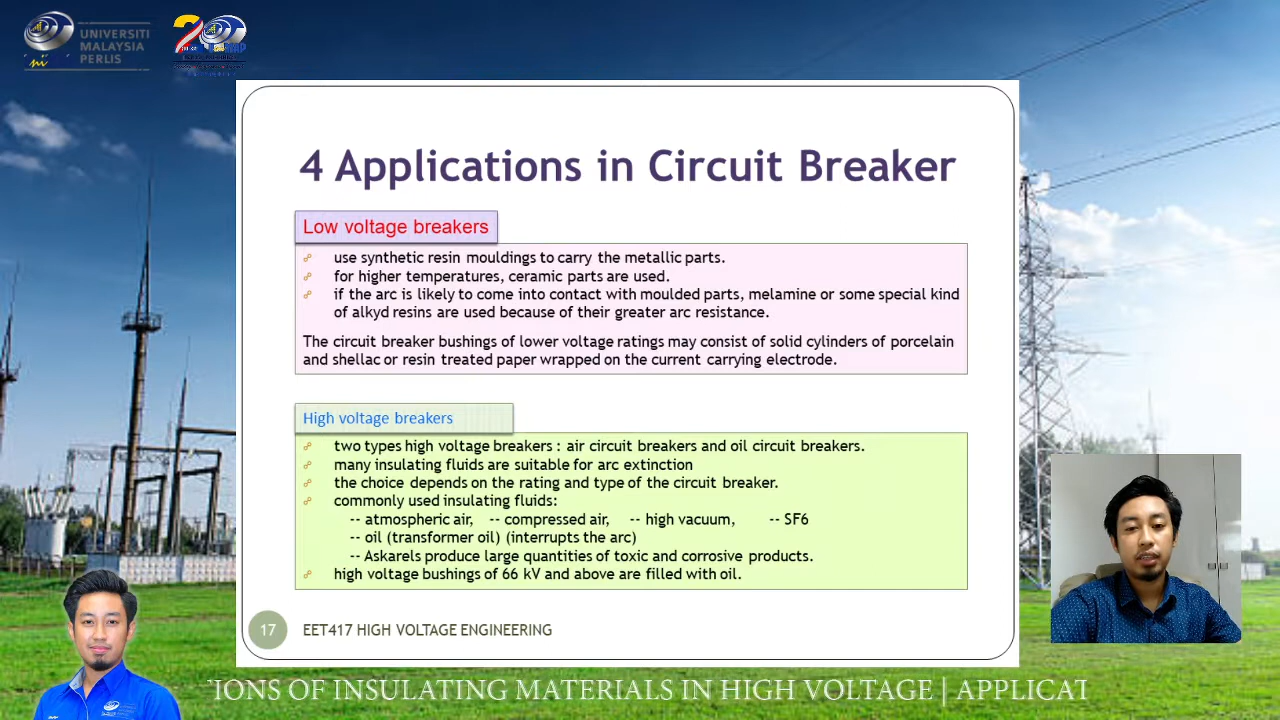 UNIVERSITI
MALAYSIA
PERLIS
4 Applications in Circuit Breaker
Low voltage breakers
use synthetic resin mouldings to carry the metallic parts.
for higher temperatures, ceramic parts are used.
if the arc is likely to come into contact with moulded parts, melamine or some special kind
of alkyd resins are used because of their greater arc resistance.
The circuit breaker bushings of lower voltage ratings may consist of solid cylinders of porcelain
and shellac or resin treated paper wrapped on the current carrying electrode.
High voltage breakers
two types high voltage breakers : air circuit breakers and oil circuit breakers.
many insulating fluids are suitable for arc extinction
the choice depends on the rating and type of the circuit breaker.
commonly used insulating fluids:
-- atmospheric air, -- compressed air, -- high vacuum, -- SF6
-- oil (transformer oil) (interrupts the arc)
-- Askarels produce large quantities of toxic and corrosive products.
high voltage bushings of 66 kV and above are filled with oil.
17 EET417 HIGH VOLTAGE ENGINEERING
IONS OF INSULATING MATERIALS IN HIGH VOLTAGE | APPLICAT